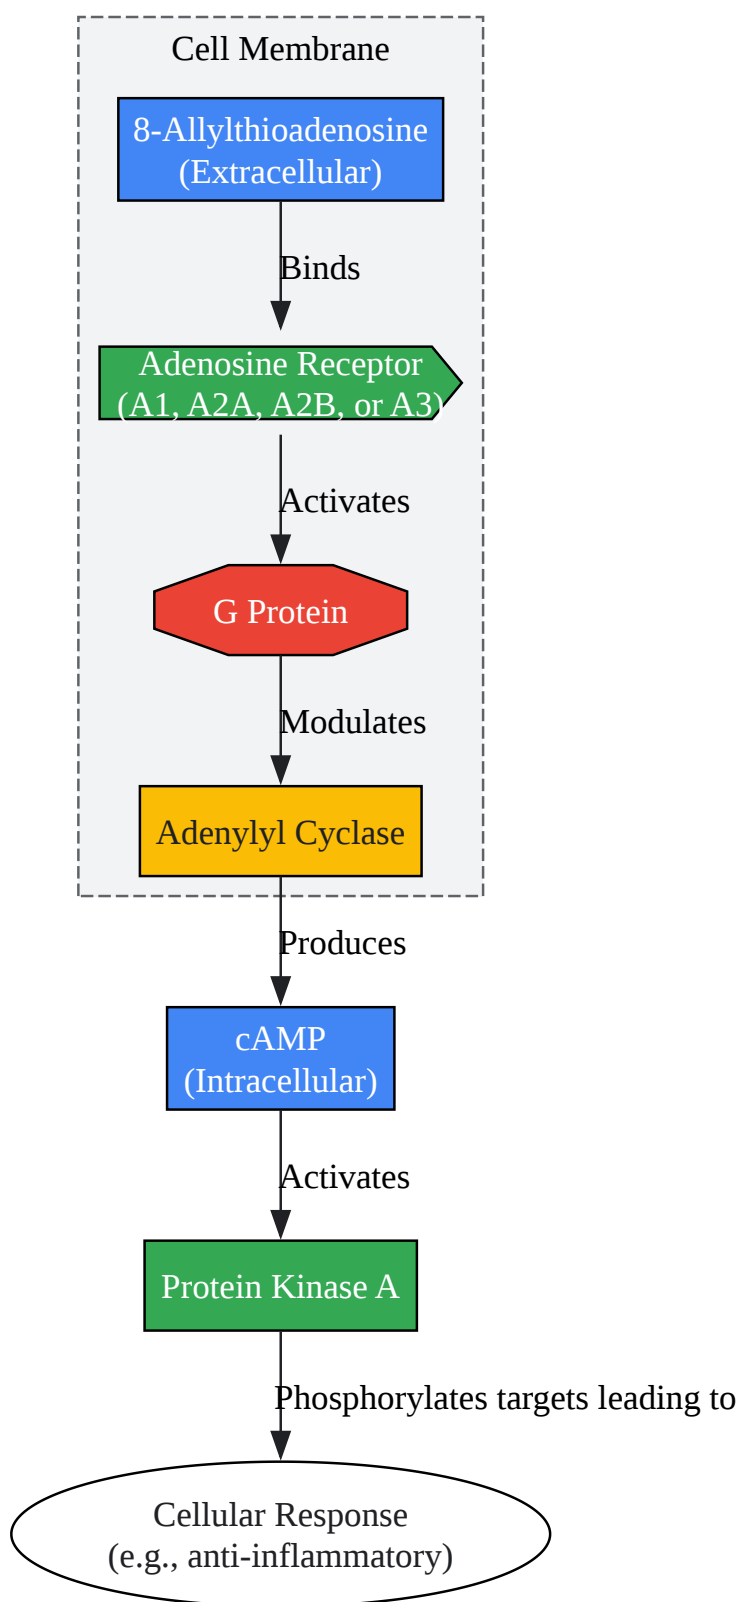 Cell Membrane
8-Allylthioadenosine
(Extracellular)
Binds
Adenosine Receptor
(A1, A2A, A2B, or A3)
Activates
G Protein
Modulates
Adenylyl Cyclase
Produces
cAMP
(Intracellular)
Activates
Protein Kinase A
Phosphorylates targets leading to
Cellular Response
(e.g., anti-inflammatory)